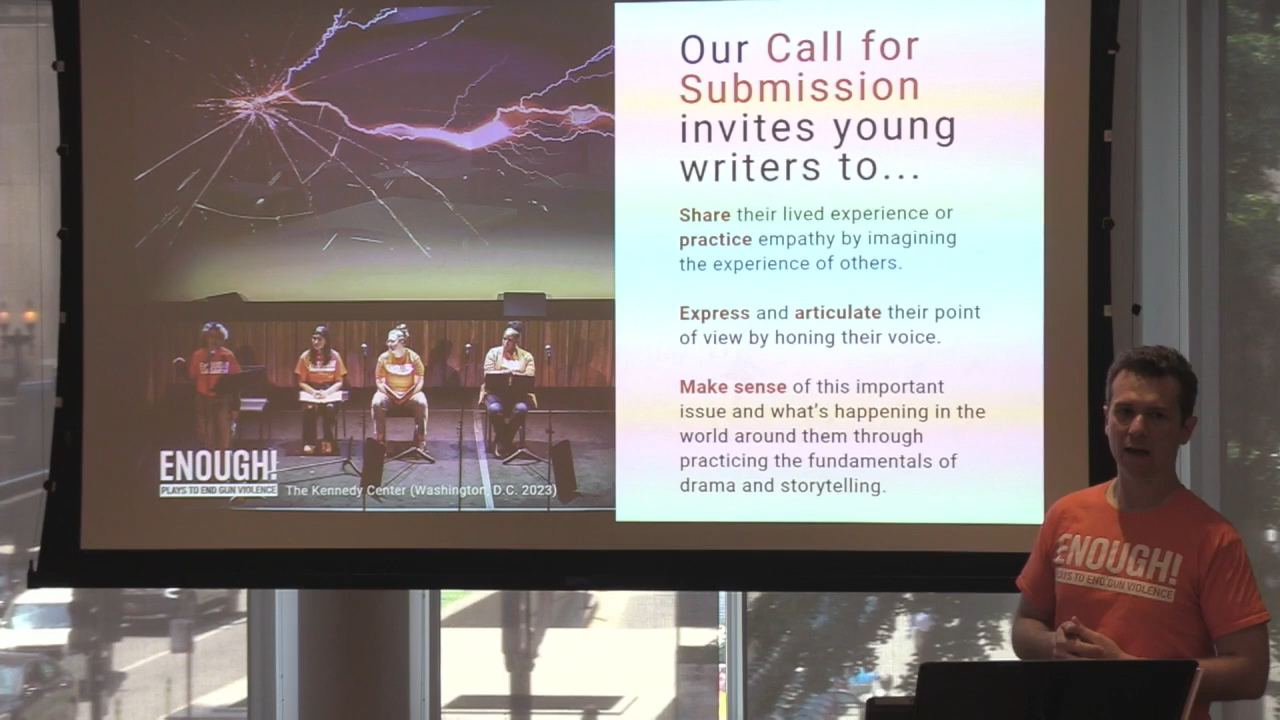 Our Call for
Submission
invites young
writers to...
Share their lived experience or
practice empathy by imagining
the experience of others.
Express and articulate their point
of view by honing their voice.
Make sense of this important
issue and what's happening in the
world around them through
practicing the fundamentals of
drama and storytelling.
ENOUGH!
PLAYS TO END GUN VIOLENCE
The Kennedy Center (Washington, D.C. 2023)
ENOUGH!
PLAYS TO END GUN VIOLENCE